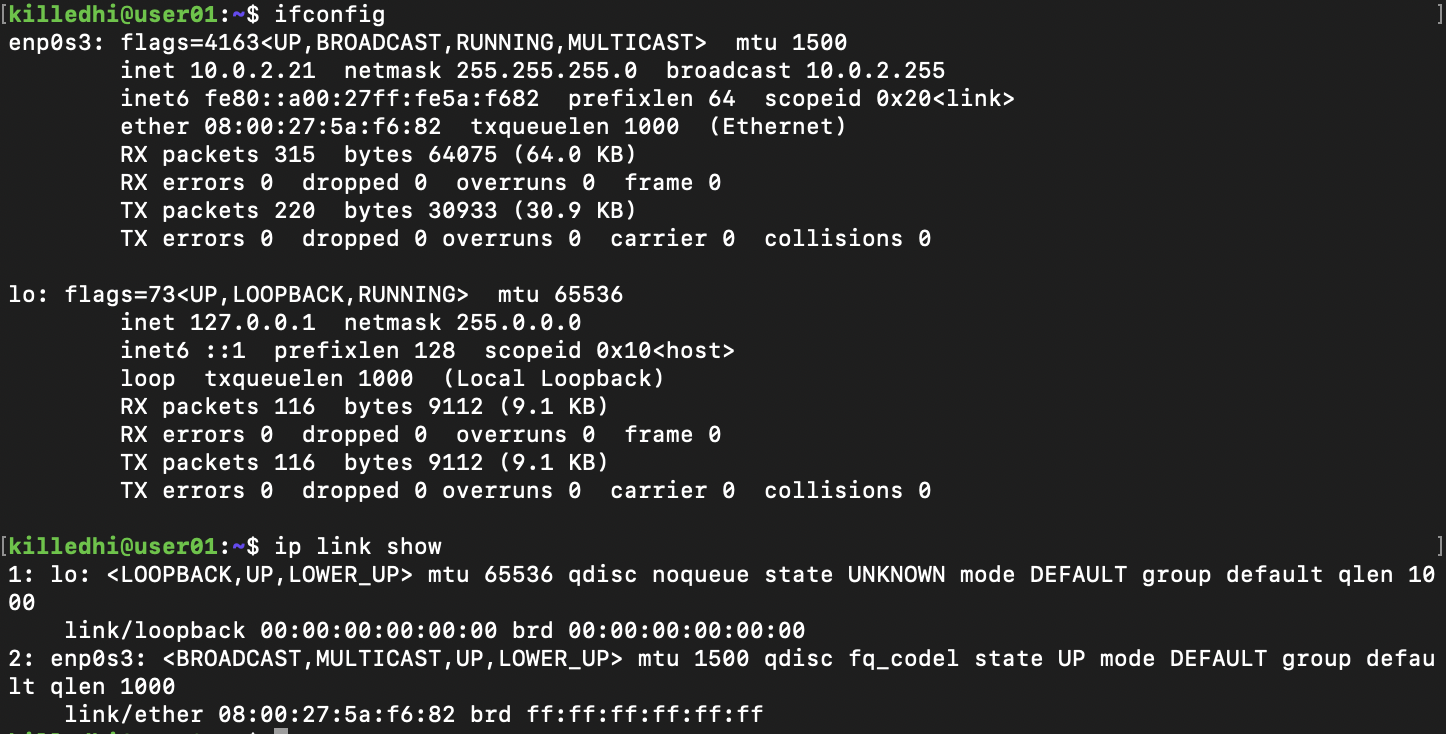 [killedhi@user01:~$ ifconfig ]
enp0s3: flags=4163<UP,BROADCAST,RUNNING,MULTICAST>  mtu 1500
        inet 10.0.2.21  netmask 255.255.255.0  broadcast 10.0.2.255
        inet6 fe80::a00:27ff:fe5a:f682  prefixlen 64  scopeid 0x20<link>
        ether 08:00:27:5a:f6:82  txqueuelen 1000  (Ethernet)
        RX packets 315  bytes 64075 (64.0 KB)
        RX errors 0  dropped 0  overruns 0  frame 0
        TX packets 220  bytes 30933 (30.9 KB)
        TX errors 0  dropped 0 overruns 0  carrier 0  collisions 0

lo: flags=73<UP,LOOPBACK,RUNNING>  mtu 65536
        inet 127.0.0.1  netmask 255.0.0.0
        inet6 ::1  prefixlen 128  scopeid 0x10<host>
        loop  txqueuelen 1000  (Local Loopback)
        RX packets 116  bytes 9112 (9.1 KB)
        RX errors 0  dropped 0  overruns 0  frame 0
        TX packets 116  bytes 9112 (9.1 KB)
        TX errors 0  dropped 0 overruns 0  carrier 0  collisions 0

[killedhi@user01:~$ ip link show ]
1: lo: <LOOPBACK,UP,LOWER_UP> mtu 65536 qdisc noqueue state UNKNOWN mode DEFAULT group default qlen 10
00
    link/loopback 00:00:00:00:00:00 brd 00:00:00:00:00:00
2: enp0s3: <BROADCAST,MULTICAST,UP,LOWER_UP> mtu 1500 qdisc fq_codel state UP mode DEFAULT group defau
lt qlen 1000
    link/ether 08:00:27:5a:f6:82 brd ff:ff:ff:ff:ff:ff